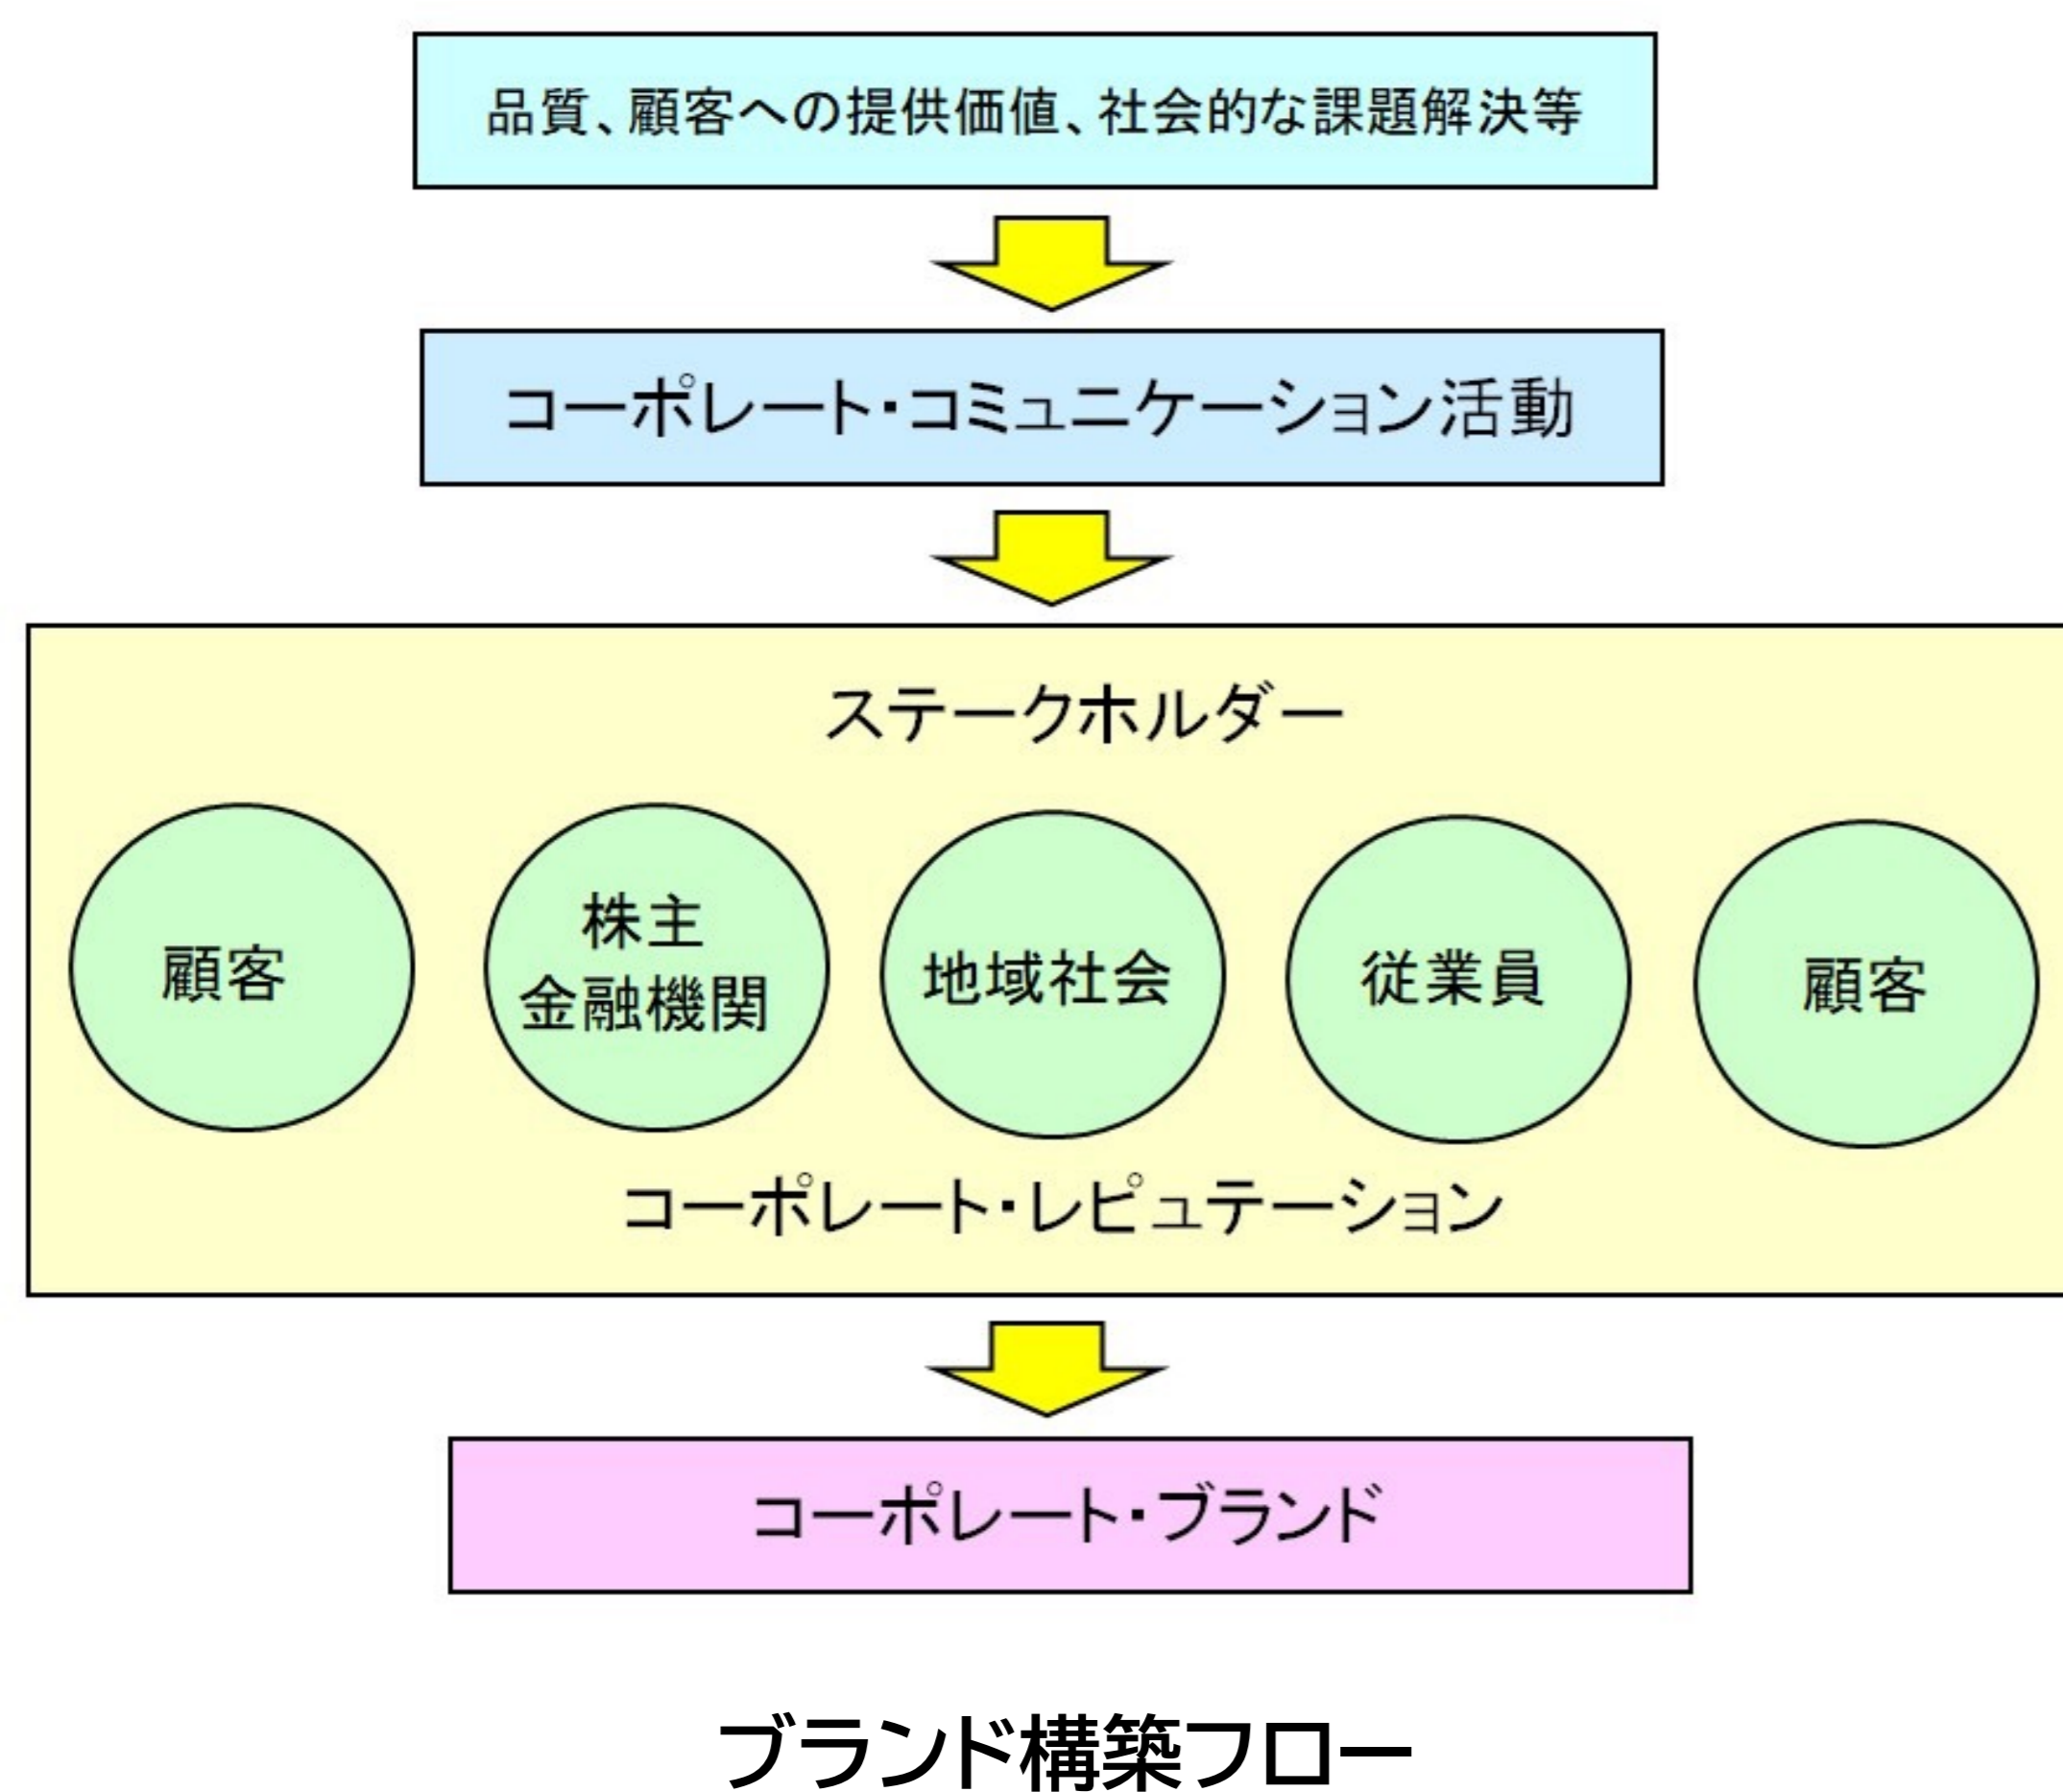 品質、顧客への提供価値、社会的な課題解決等
コーポレート・コミュニケーション活動
ステークホルダー
顧客
株主
金融機関
地域社会
従業員
顧客
コーポレート・レピュテーション
コーポレート・ブランド
ブランド構築フロー